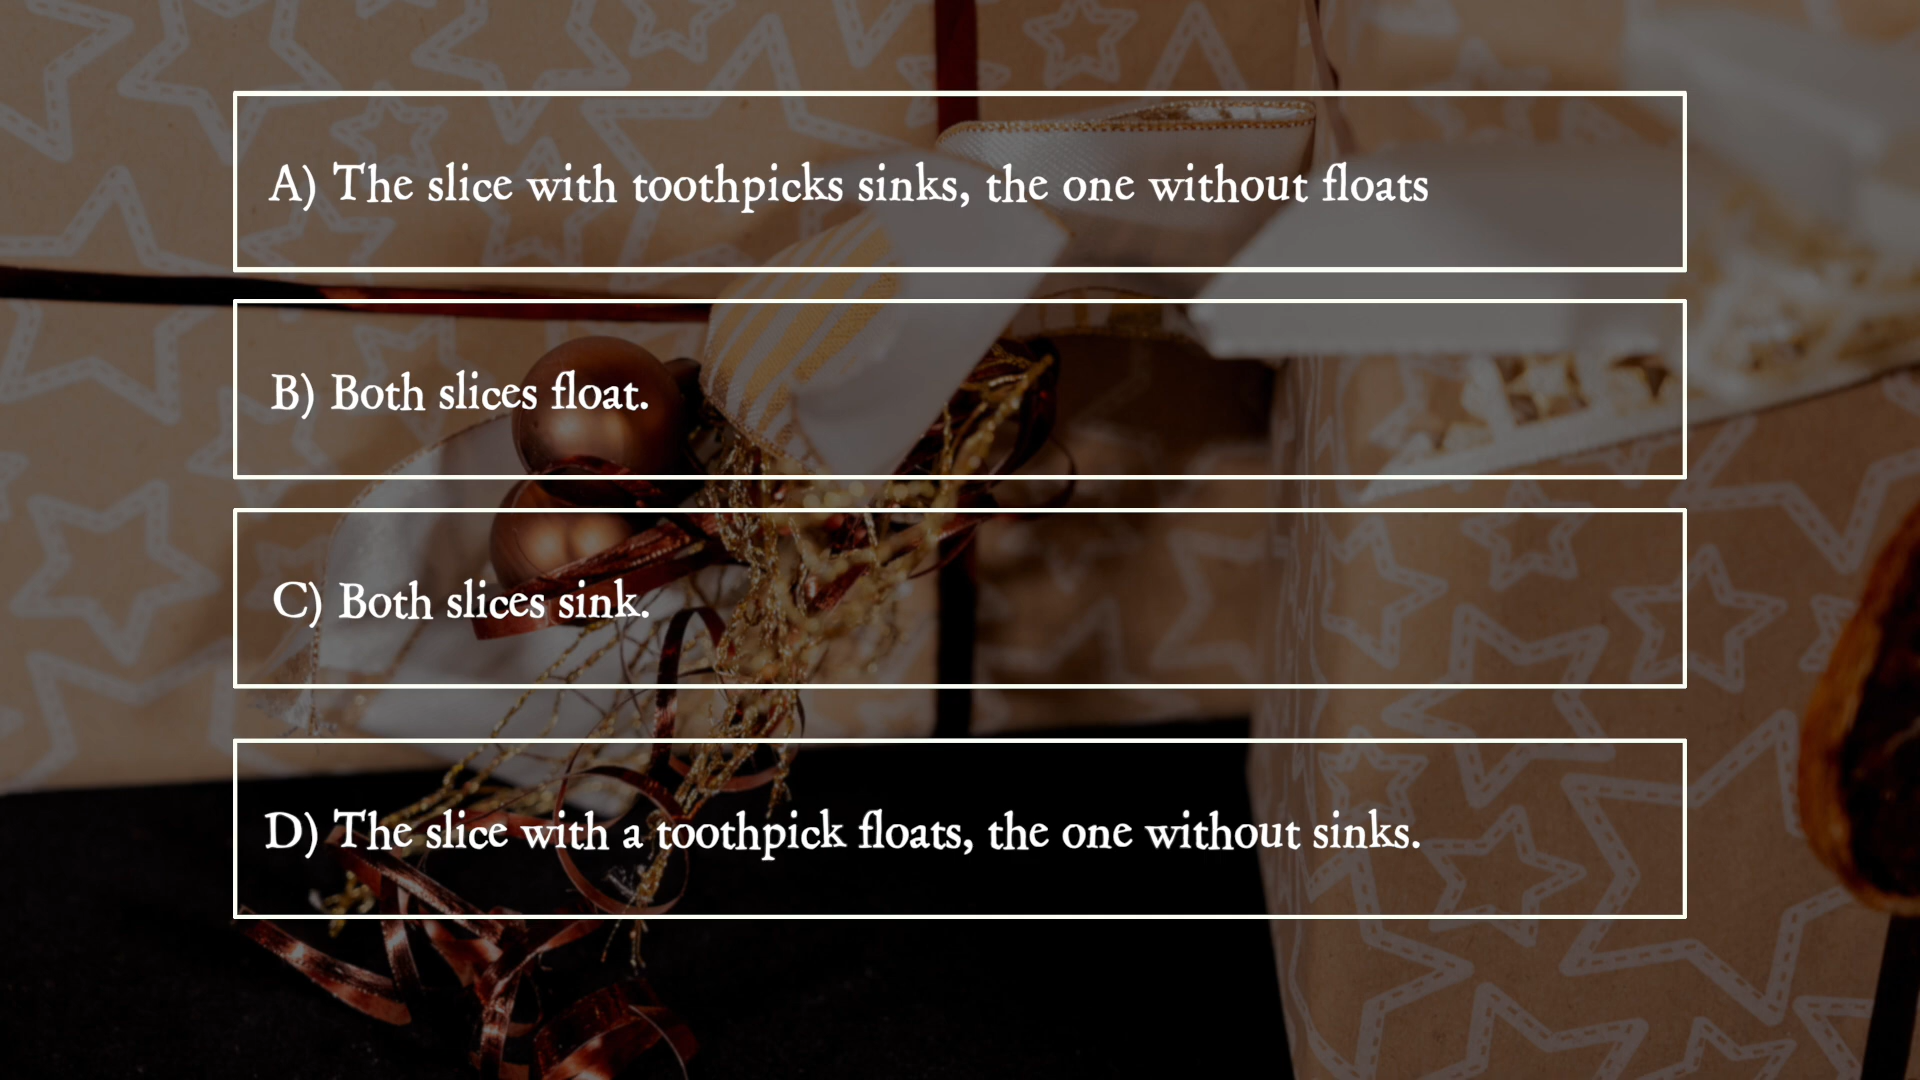 A) The slice with toothpicks sinks, the one without floats
B) Both slices float.
C) Both slices sink.
D) The slice with a toothpick floats, the one without sinks.